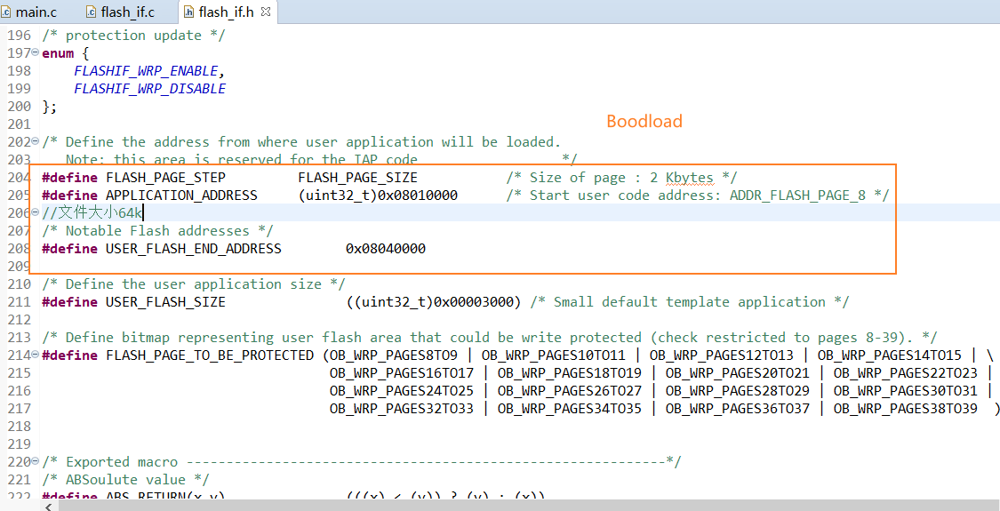 main.c flash_if.c flash_if.h
196 /* protection update */
197 enum {
198 FLASHIF_WRP_ENABLE,
199 FLASHIF_WRP_DISABLE
200 };
201
Boodload
202 /* Define the address from where user application will be loaded.
203 Note: this area is reserved for the IAP code */
204 #define FLASH_PAGE_STEP FLASH_PAGE_SIZE /* Size of page : 2 Kbytes */
205 #define APPLICATION_ADDRESS (uint32_t)0x08010000 /* Start user code address: ADDR_FLASH_PAGE_8 */
206 //文件大小64k
207 /* Notable Flash addresses */
208 #define USER_FLASH_END_ADDRESS 0x08040000
209
210 /* Define the user application size */
211 #define USER_FLASH_SIZE ((uint32_t)0x00003000) /* Small default template application */
212
213 /* Define bitmap representing user flash area that could be write protected (check restricted to pages 8-39). */
214 #define FLASH_PAGE_TO_BE_PROTECTED (OB_WRP_PAGES8TO9 | OB_WRP_PAGES10TO11 | OB_WRP_PAGES12TO13 | OB_WRP_PAGES14TO15 | \
215 OB_WRP_PAGES16TO17 | OB_WRP_PAGES18TO19 | OB_WRP_PAGES20TO21 | OB_WRP_PAGES22TO23 |
216 OB_WRP_PAGES24TO25 | OB_WRP_PAGES26TO27 | OB_WRP_PAGES28TO29 | OB_WRP_PAGES30TO31 |
217 OB_WRP_PAGES32TO33 | OB_WRP_PAGES34TO35 | OB_WRP_PAGES36TO37 | OB_WRP_PAGES38TO39 )
218
219
220 /* Exported macro ------------------------------------------------------------*/
221 /* ABSoulute value */
222 #define ABS_RETURN(x,y) (((x) < (y)) ? (y) : (x))